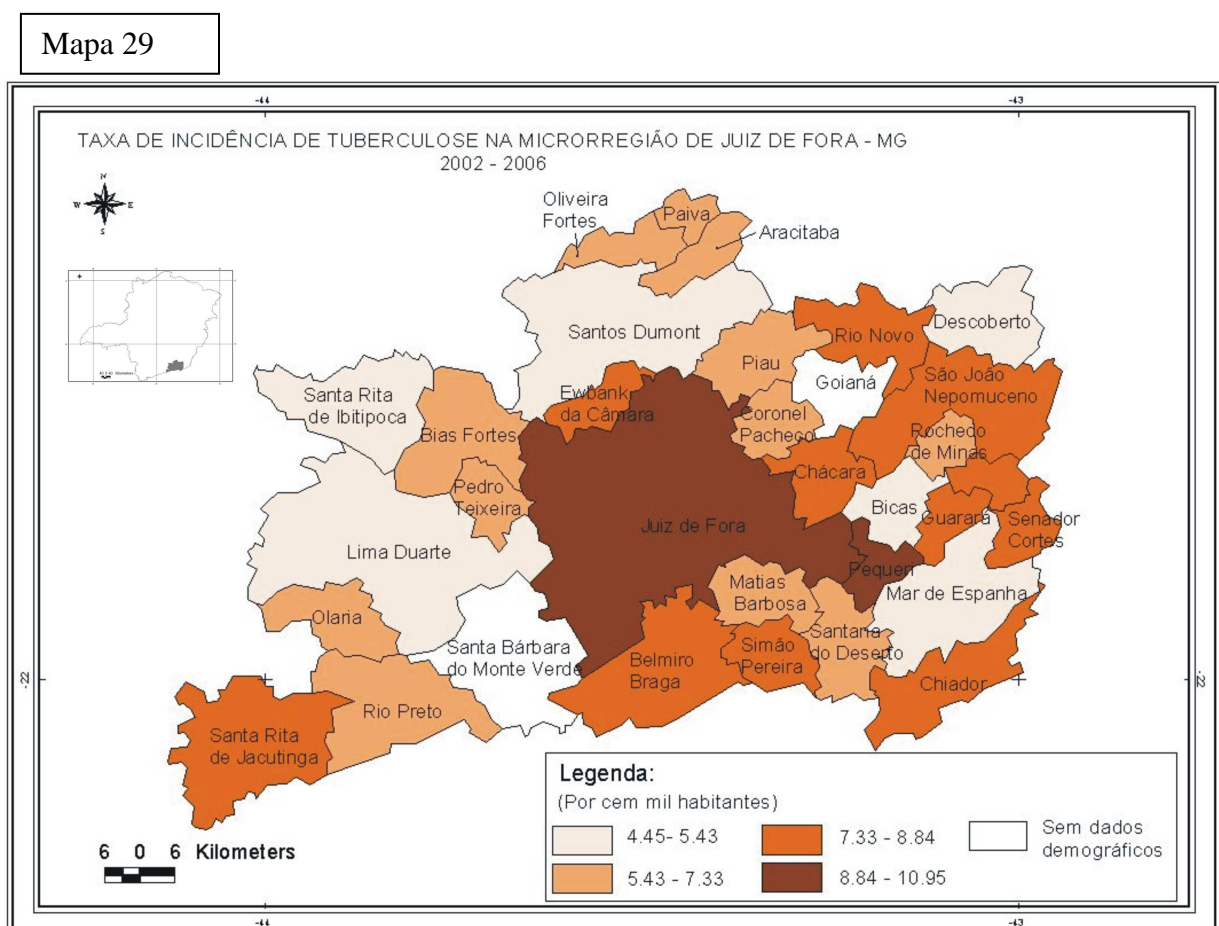 Mapa 29
-44
-43
TAXA DE INCIDÊNCIA DE TUBERCULOSE NA MICRORREGIÃO DE JUIZ DE FORA - MG
2002 - 2006
N
W E
S
Oliveira
Fortes
Paiva
Aracitaba
Santos Dumont
Descoberto
Rio Novo
Piau
Goianá
São João
Nepomuceno
Santa Rita
de Ibitipoca
Ewbank
da Câmara
Bias Fortes
Coronel
Pacheco
Rochedo
de Minas
Chácara
Pedro
Teixeira
Bicas
Guarará
Senador
Cortes
Juiz de Fora
Lima Duarte
Pequeri
Matias
Barbosa
Mar de Espanha
Olaria
Santana
do Deserto
Santa Bárbara
do Monte Verde
Simão
Pereira
Belmiro
Braga
Chiador
-22
-22
Rio Preto
Santa Rita
de Jacutinga
Legenda:
(Por cem mil habitantes)
4.45- 5.43
7.33 - 8.84
Sem dados
demográficos
5.43 - 7.33
8.84 - 10.95
6 0 6 Kilometers
-44
-43